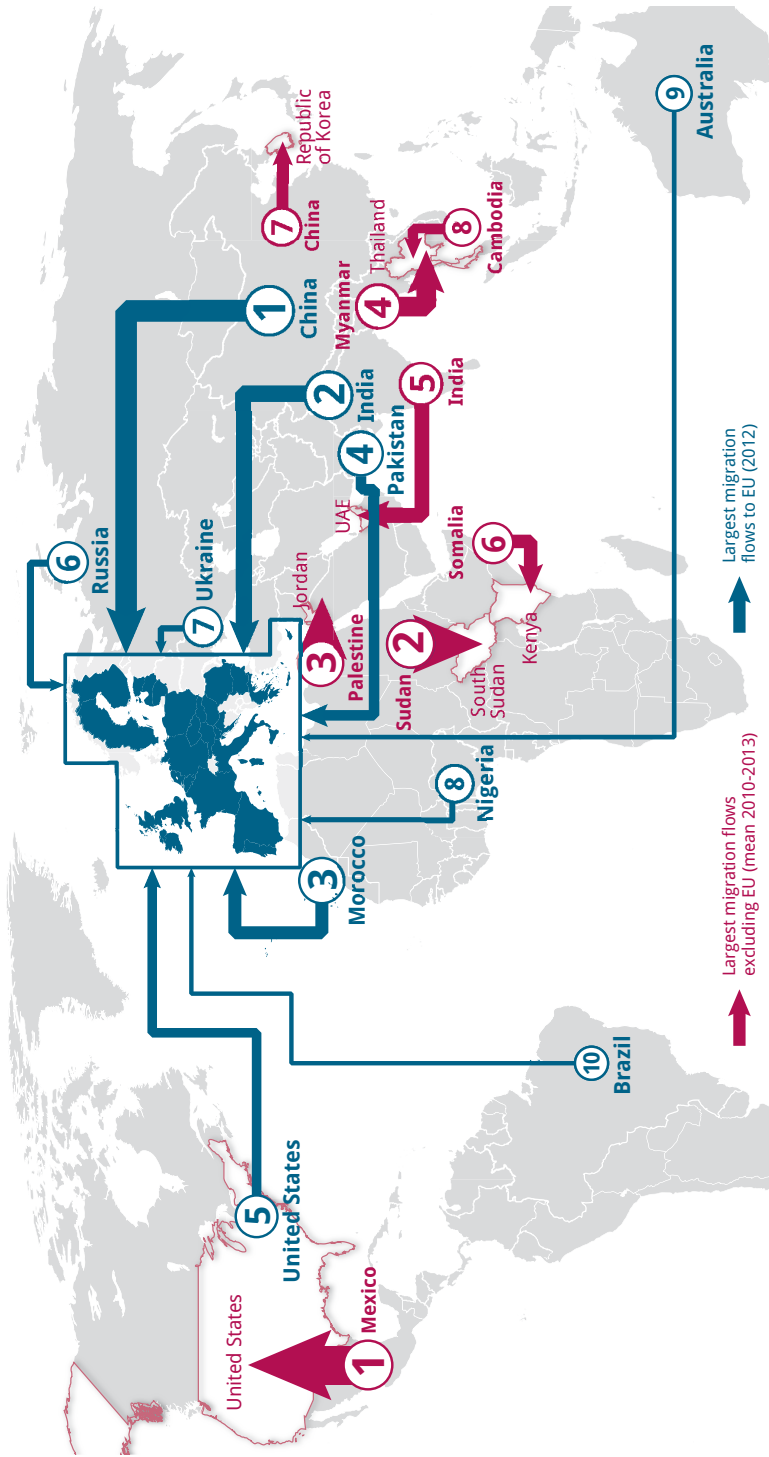 United States
1
Mexico
5
United States
10
Brazil
3
Morocco
8
Nigeria
6
Russia
7
Ukraine
1
China
2
India
4
Pakistan
9
Australia
Jordan
3
Palestine
Sudan
2
South
Sudan
Kenya
Somalia
6
UAE
5
India
Myanmar
4
Thailand
8
Cambodia
7
China
Republic
of Korea
Largest migration flows
excluding EU (mean 2010-2013)
Largest migration
flows to EU (2012)